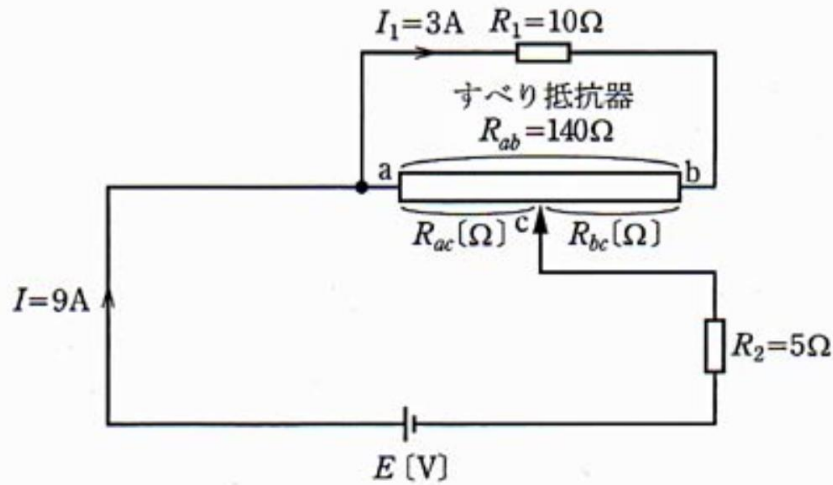 I₁=3A R₁=10Ω
すべり抵抗器
R_ab=140Ω
a b
R_ac[Ω] c R_bc[Ω]
I=9A
R₂=5Ω
E[V]